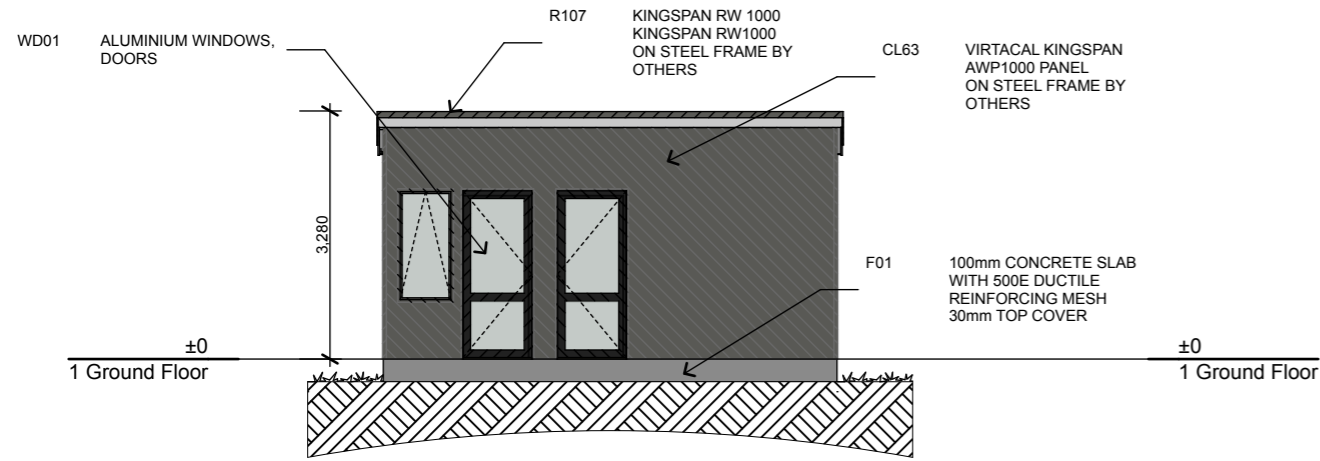 WD01 ALUMINIUM WINDOWS,
DOORS
R107 KINGSPAN RW 1000
KINGSPAN RW1000
ON STEEL FRAME BY
OTHERS
CL63 VIRTACAL KINGSPAN
AWP1000 PANEL
ON STEEL FRAME BY
OTHERS
3,280
F01 100mm CONCRETE SLAB
WITH 500E DUCTILE
REINFORCING MESH
30mm TOP COVER
±0
1 Ground Floor
±0
1 Ground Floor